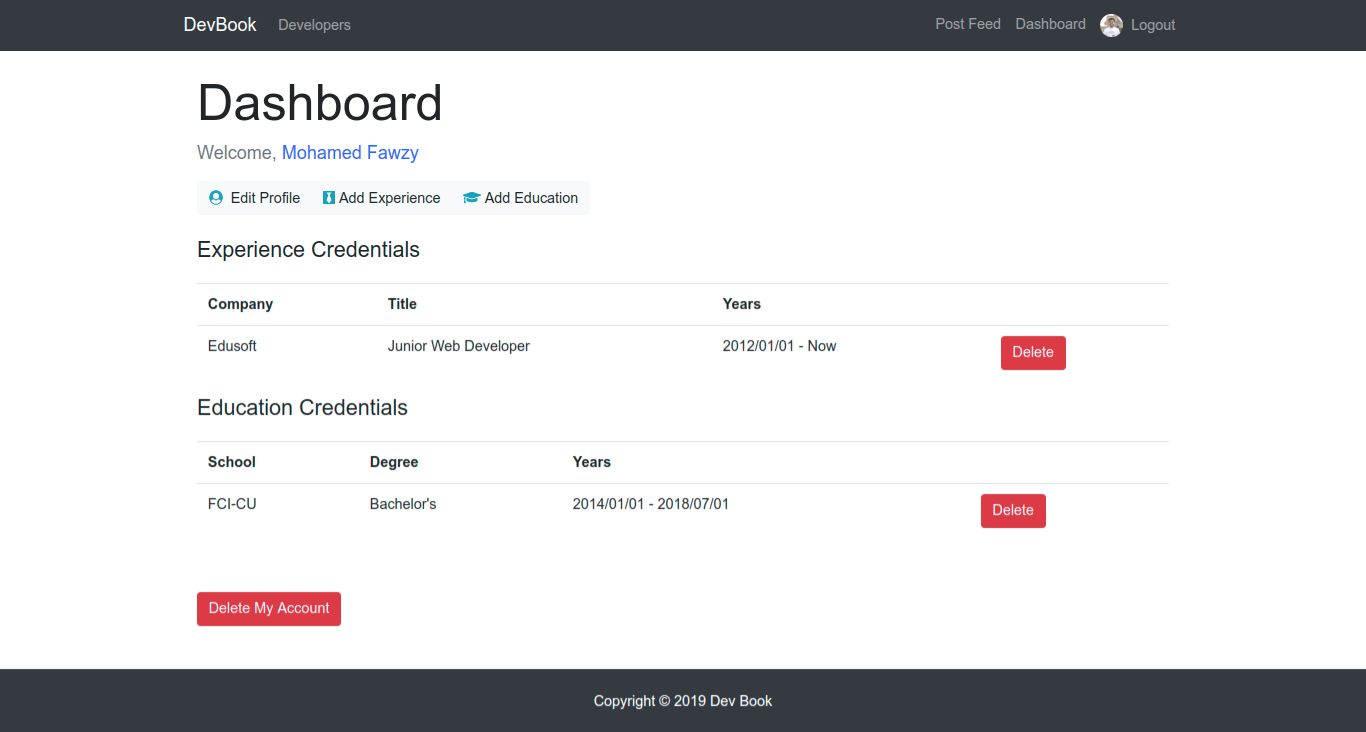 DevBook Developers Post Feed Dashboard Logout
Dashboard
Welcome, Mohamed Fawzy
Edit Profile Add Experience Add Education
Experience Credentials
Company Title Years
Edusoft Junior Web Developer 2012/01/01 - Now Delete
Education Credentials
School Degree Years
FCI-CU Bachelor's 2014/01/01 - 2018/07/01 Delete
Delete My Account
Copyright © 2019 Dev Book